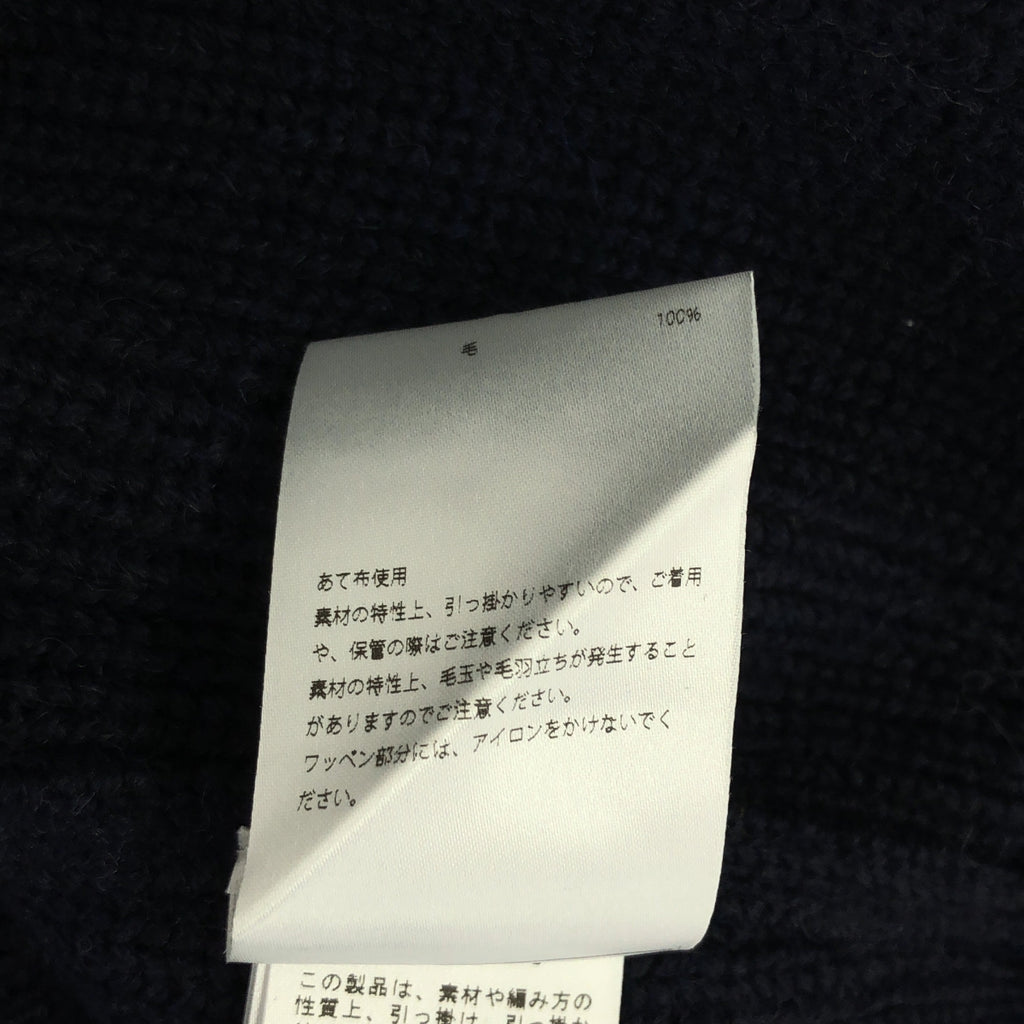 毛 100%
あて布使用
素材の特性上、引っ掛かりやすいので、ご着用
や、保管の際はご注意ください。
素材の特性上、毛玉や毛羽立ちが発生すること
がありますのでご注意ください。
ワッペン部分には、アイロンをかけないでく
ださい。
この製品は、素材や編み方の
性質上、引っ掛け、引っ掛か